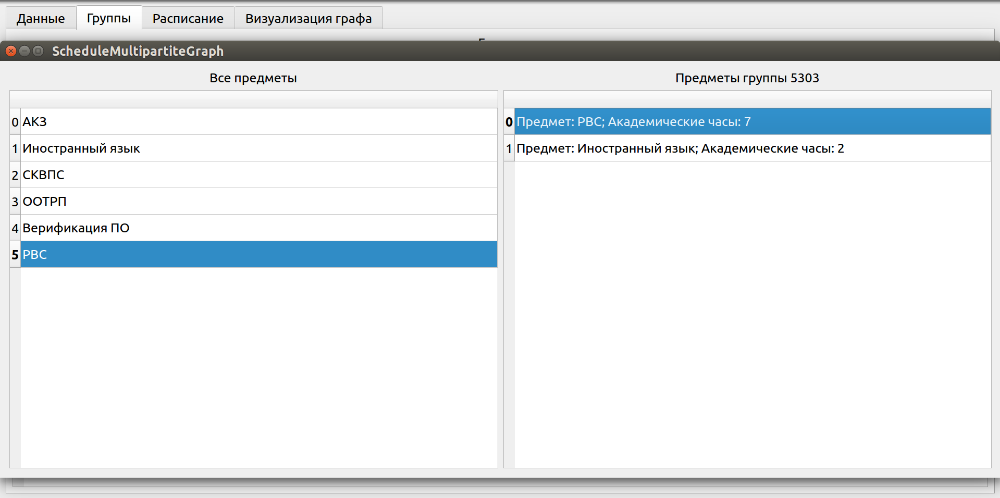 Данные Группы Расписание Визуализация графа
ScheduleMultipartiteGraph
Все предметы
0 АКЗ
1 Иностранный язык
2 СКВПС
3 ООТРП
4 Верификация ПО
5 РВС
Предметы группы 5303
0 Предмет: РВС; Академические часы: 7
1 Предмет: Иностранный язык; Академические часы: 2